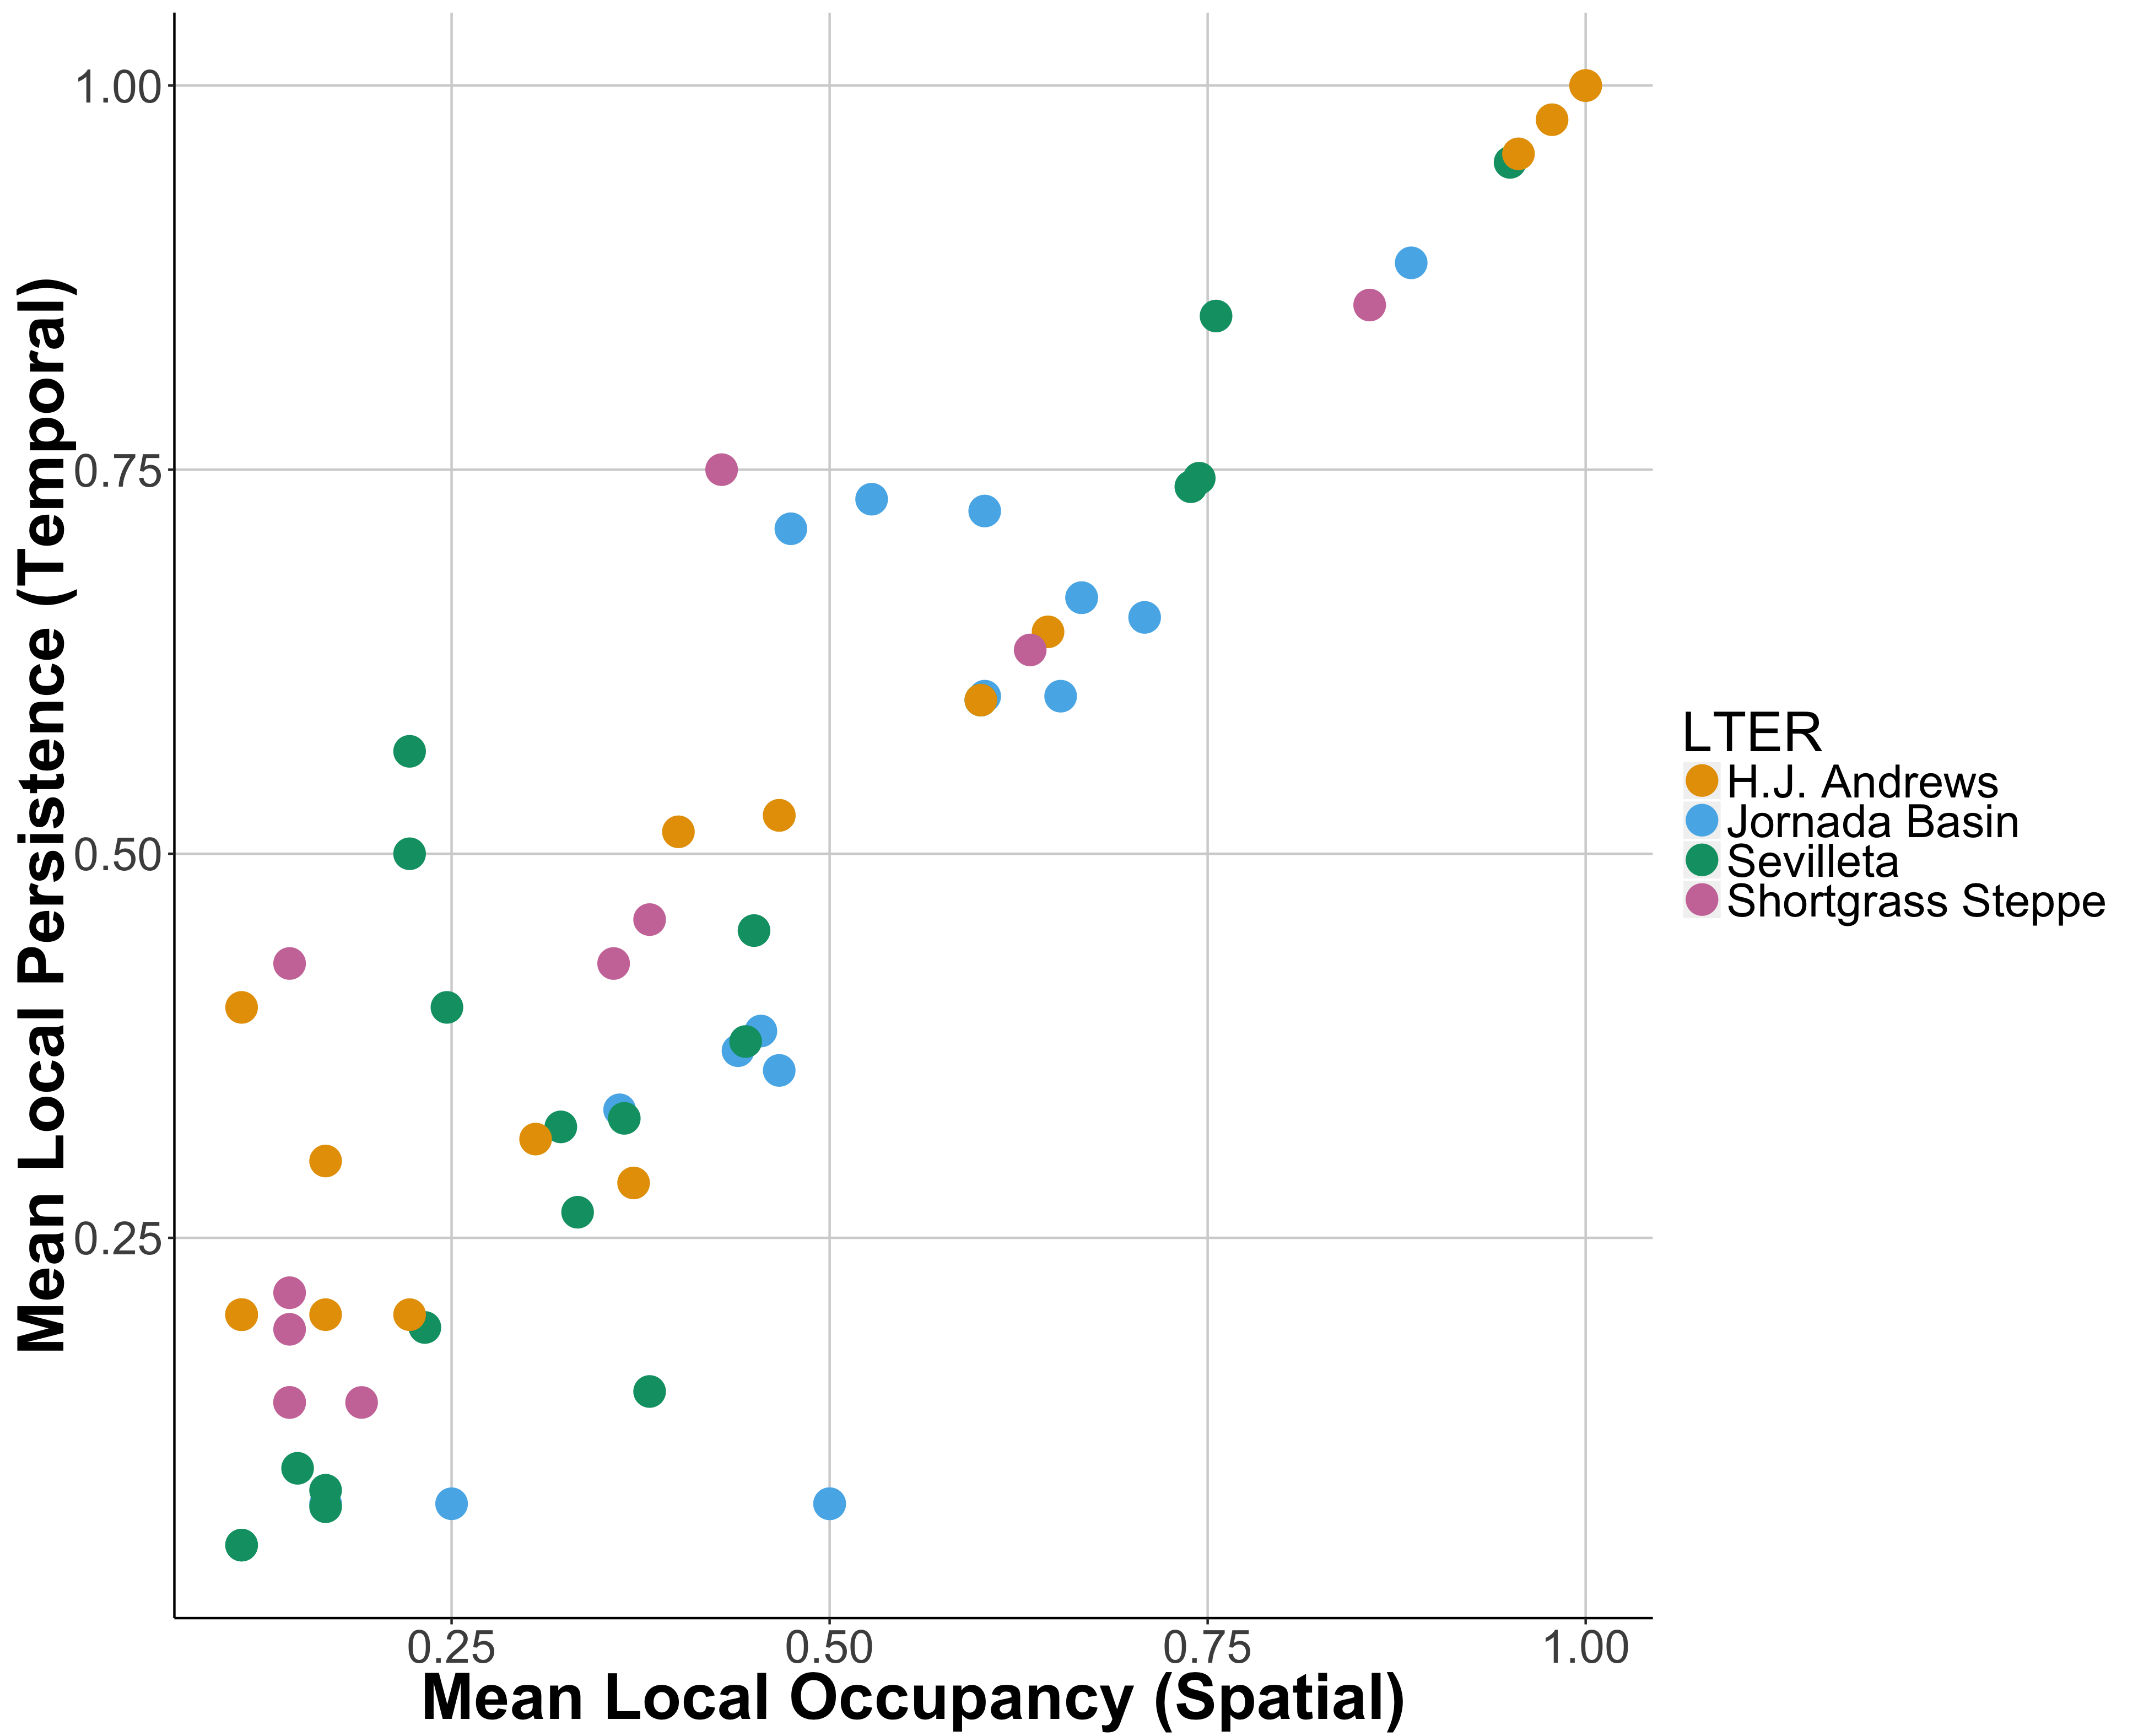 Mean Local Persistence (Temporal)
1.00
0.75
0.50
0.25
0.25 0.50 0.75 1.00
Mean Local Occupancy (Spatial)
LTER
H.J. Andrews
Jornada Basin
Sevilleta
Shortgrass Steppe